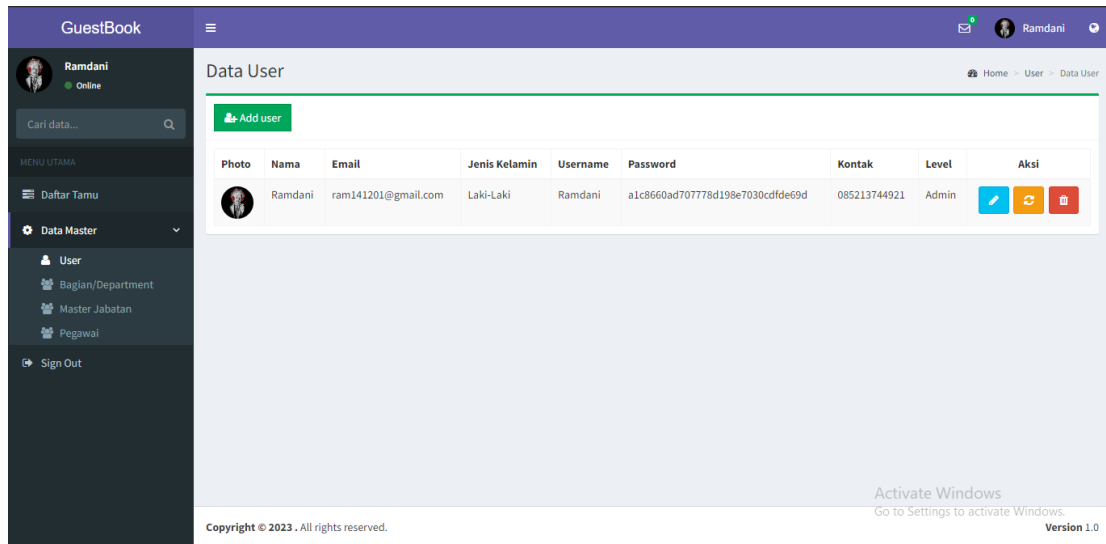 GuestBook
0
Ramdani
Ramdani
Online
Data User
Home > User > Data User
Cari data...
Add user
MENU UTAMA
Photo Nama Email Jenis Kelamin Username Password Kontak Level Aksi
Daftar Tamu
Ramdani ram141201@gmail.com Laki-Laki Ramdani a1c8660ad707778d198e7030cdfde69d 085213744921 Admin
Data Master
User
Bagian/Department
Master Jabatan
Pegawai
Sign Out
Activate Windows
Go to Settings to activate Windows.
Copyright © 2023 . All rights reserved.
Version 1.0